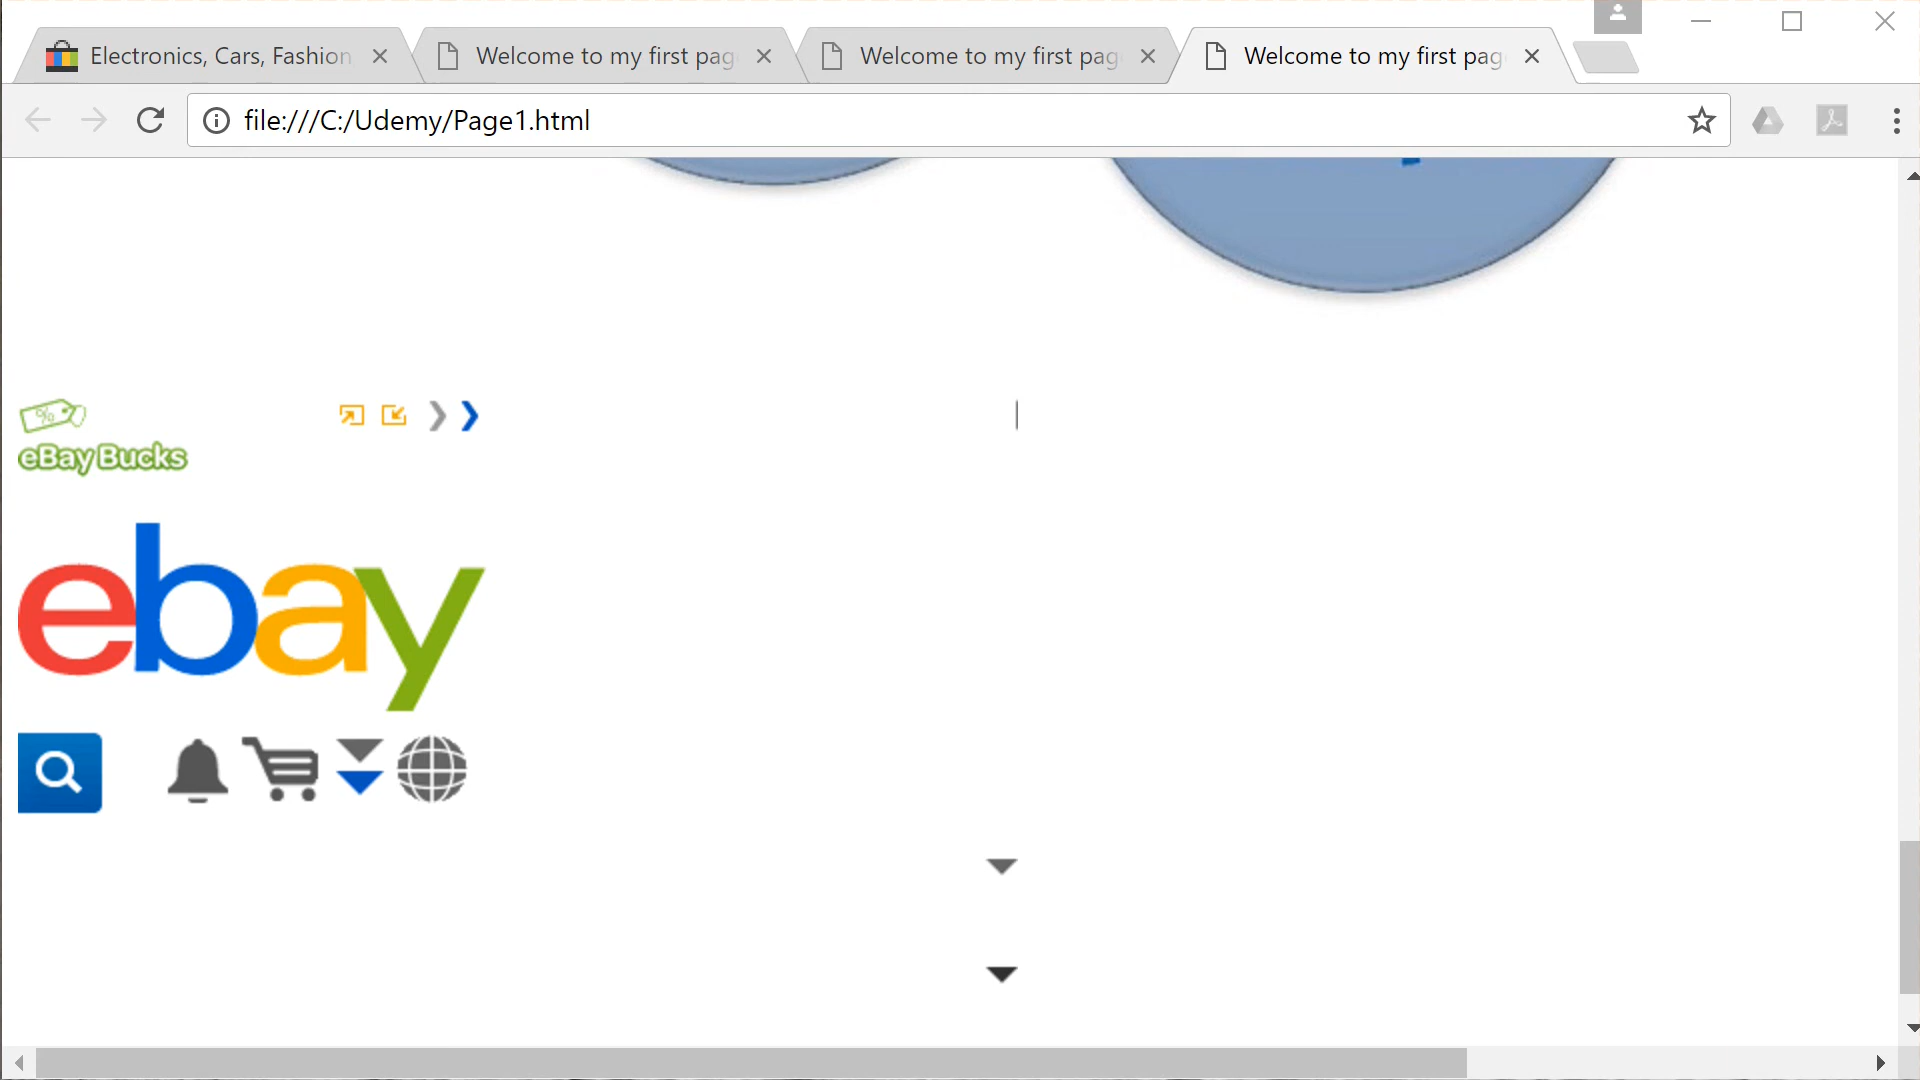 Electronics, Cars, Fashion
Welcome to my first pag
Welcome to my first pag
Welcome to my first pag
file:///C:/Udemy/Page1.html
%
eBay Bucks
ebay